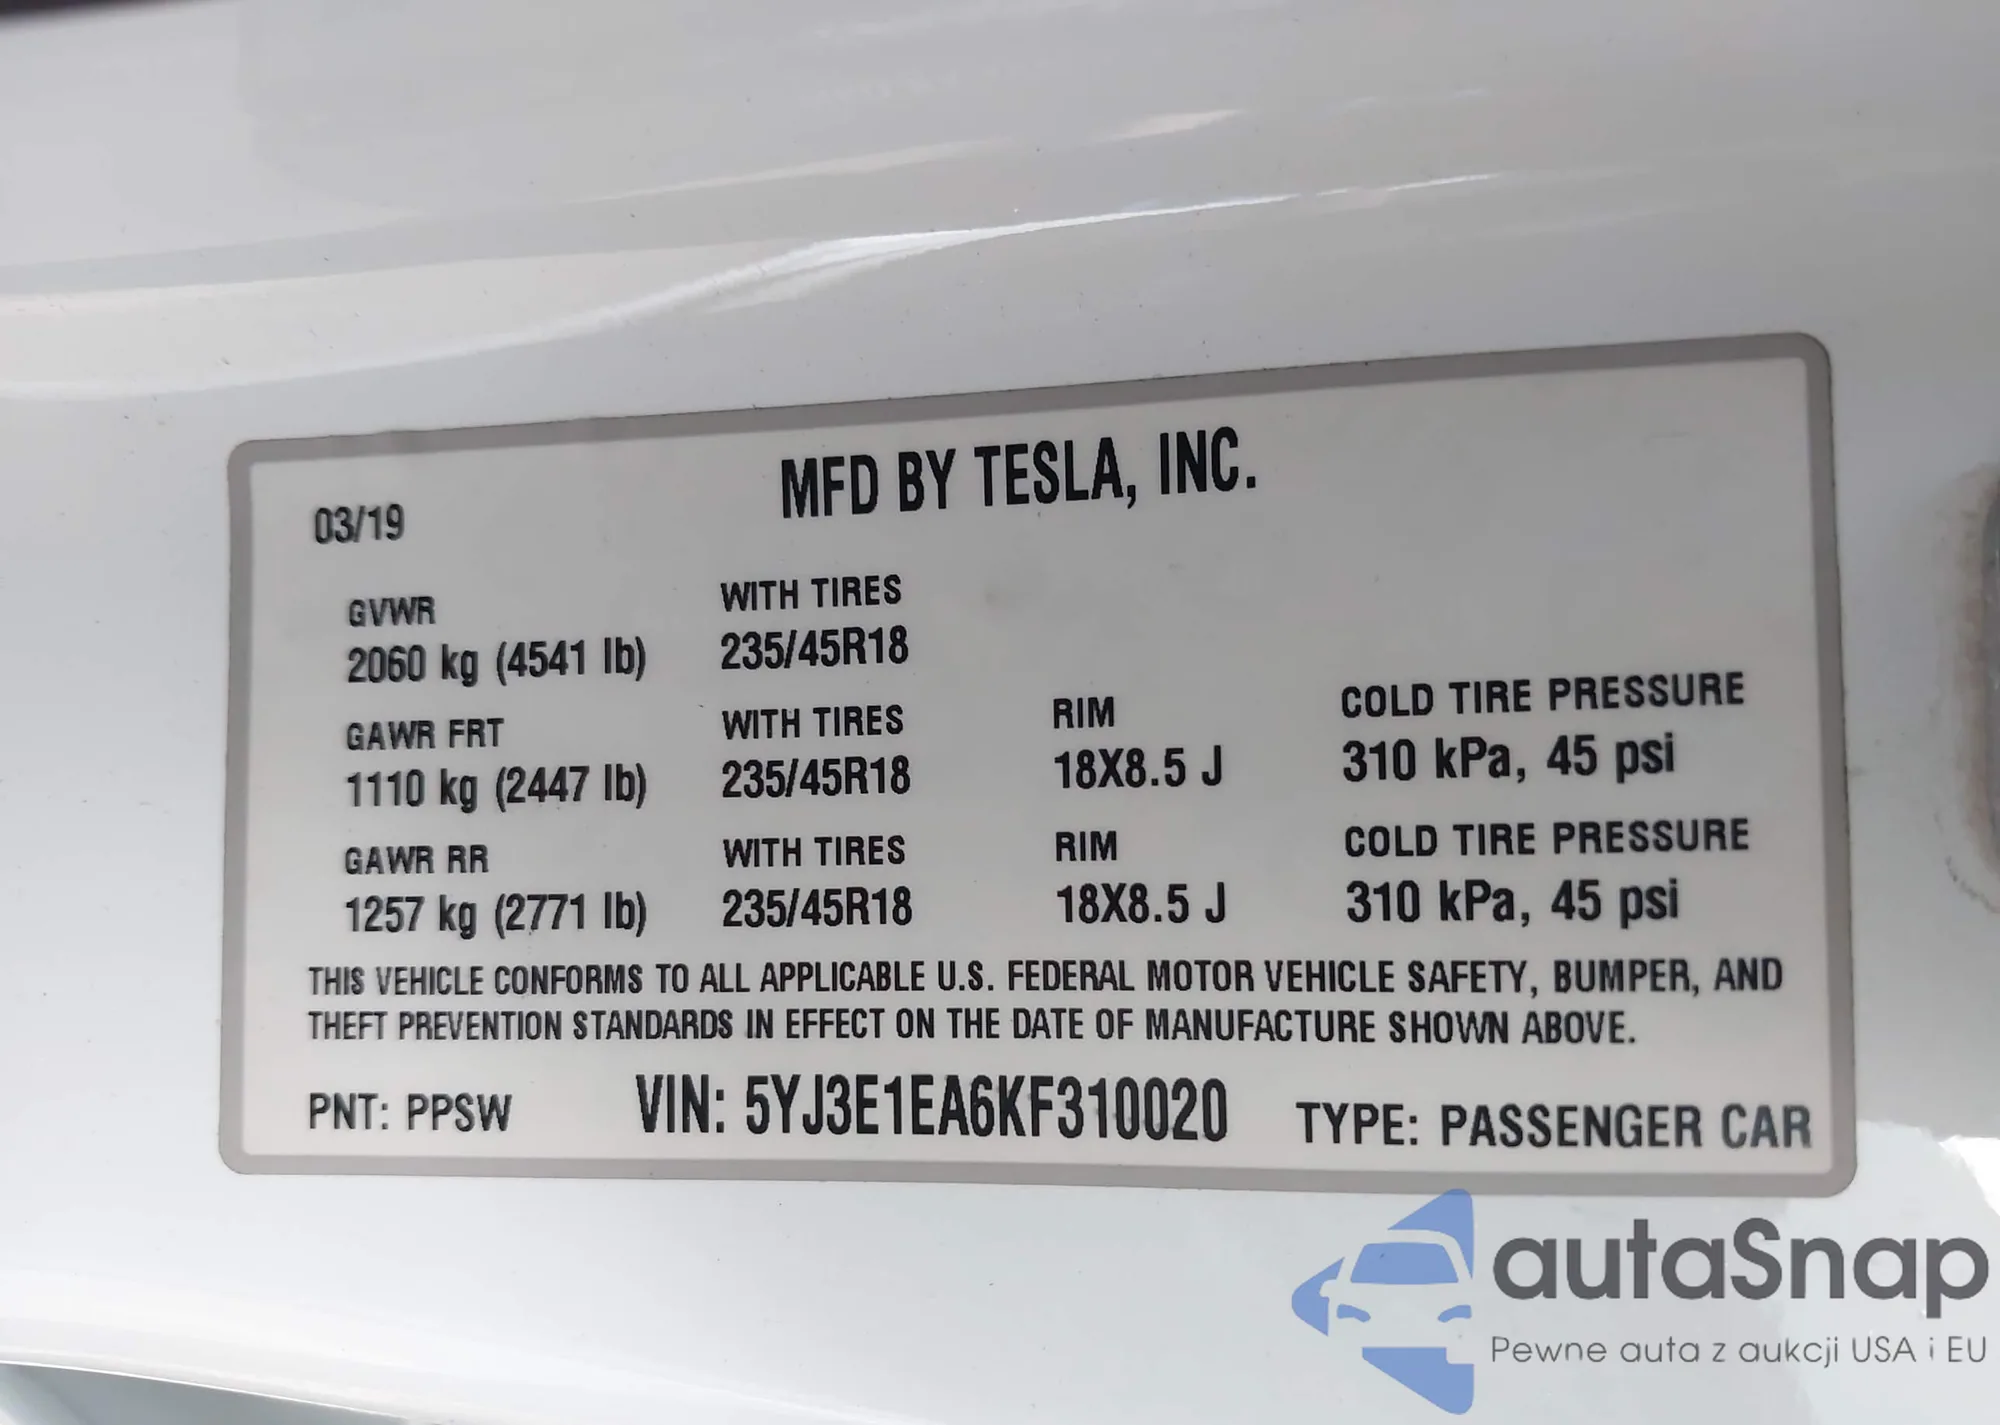 MFD BY TESLA, INC.
03/19
GVWR WITH TIRES
2060 kg (4541 lb) 235/45R18
GAWR FRT WITH TIRES RIM COLD TIRE PRESSURE
1110 kg (2447 lb) 235/45R18 18X8.5 J 310 kPa, 45 psi
GAWR RR WITH TIRES RIM COLD TIRE PRESSURE
1257 kg (2771 lb) 235/45R18 18X8.5 J 310 kPa, 45 psi
THIS VEHICLE CONFORMS TO ALL APPLICABLE U.S. FEDERAL MOTOR VEHICLE SAFETY, BUMPER, AND
THEFT PREVENTION STANDARDS IN EFFECT ON THE DATE OF MANUFACTURE SHOWN ABOVE.
PNT: PPSW VIN: 5YJ3E1EA6KF310020 TYPE: PASSENGER CAR
autaSnap
Pewne auta z aukcji USA i EU